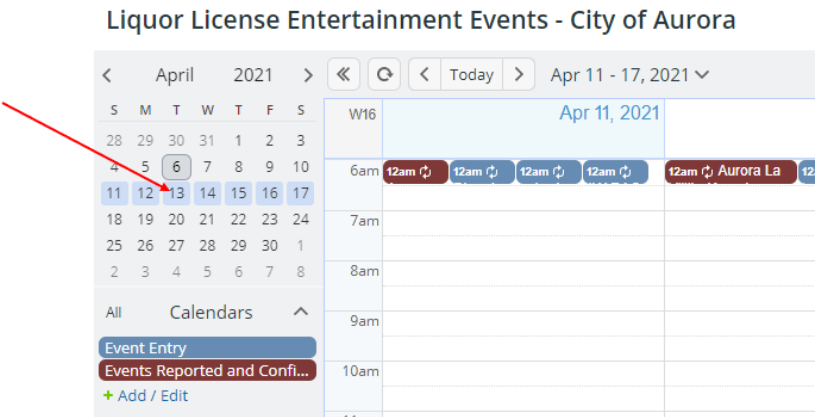 Liquor License Entertainment Events - City of Aurora
April 2021
Today
Apr 11 - 17, 2021
S M T W T F S
28 29 30 31 1 2 3
4 5 6 7 8 9 10
11 12 13 14 15 16 17
18 19 20 21 22 23 24
25 26 27 28 29 30 1
2 3 4 5 6 7 8
All Calendars
Event Entry
Events Reported and Confi...
+ Add / Edit
W16 Apr 11, 2021
6am 12am 12am 12am 12am 12am Aurora La 12
7am
8am
9am
10am